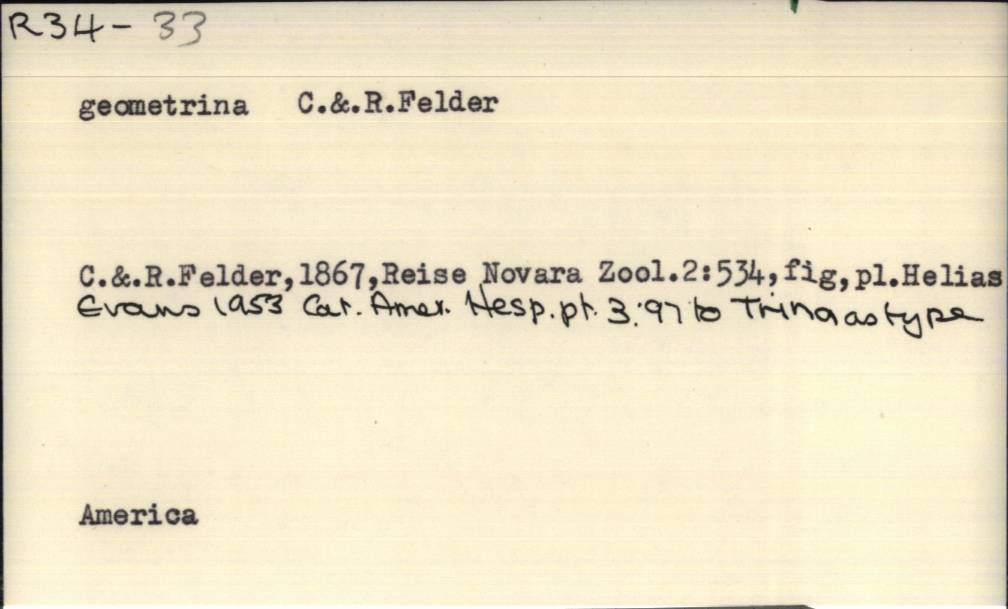 R34-33
geometrina C.&.R.Felder
C.&.R.Felder,1867,Reise Novara Zool.2:534,fig,pl.Helias
Evans 1953 Cat. Amer. Hesp. pt. 3:97 to Trina as type
America